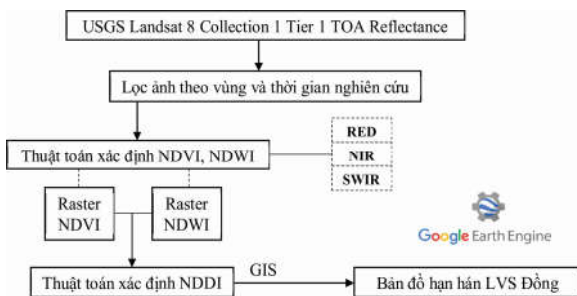 USGS Landsat 8 Collection 1 Tier 1 TOA Reflectance
Lọc ảnh theo vùng và thời gian nghiên cứu
Thuật toán xác định NDVI, NDWI
RED
NIR
SWIR
Raster
NDVI
Raster
NDWI
Google Earth Engine
Thuật toán xác định NDDI
GIS
Bản đồ hạn hán LVS Đồng